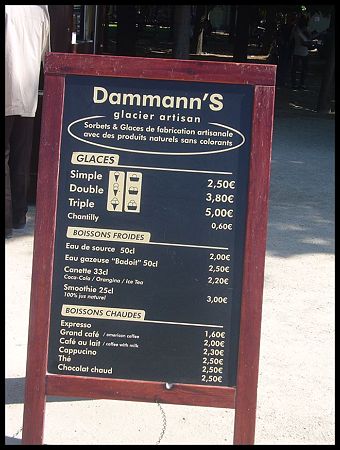 Dammann'S
glacier artisan
Sorbets & Glaces de fabrication artisanale
avec des produits naturels sans colorants
GLACES
Simple 2,50€
Double 3,80€
Triple 5,00€
Chantilly 0,60€
BOISSONS FROIDES
Eau de source 50cl 2,00€
Eau gazeuse "Badoit" 50cl 2,50€
Canette 33cl 2,20€
Coca-Cola / Orangina / Ice Tea
Smoothie 25cl 3,00€
100% jus naturel
BOISSONS CHAUDES
Expresso 1,60€
Grand café / american coffee 2,00€
Café au lait / coffee with milk 2,30€
Cappucino 2,50€
Thé 2,50€
Chocolat chaud 2,50€